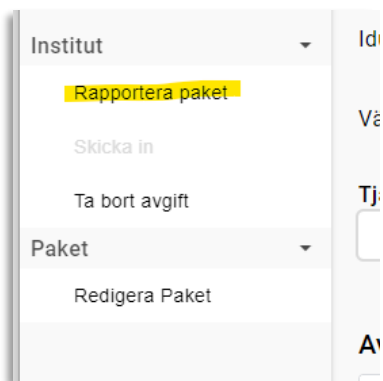 Institut
Rapportera paket
Skicka in
Ta bort avgift
Paket
Redigera Paket